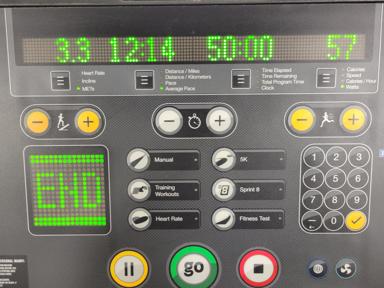 3.3 12:14 50:00 57
Heart Rate
Incline
METs
Distance / Miles
Distance / Kilometers
Pace
Average Pace
Time Elapsed
Time Remaining
Total Program Time
Clock
Calories
Speed
Calories / Hour
Watts
END
Manual
5K
Training
Workouts
Sprint 8
Heart Rate
Fitness Test
1 2 3
4 5 6
7 8 9
0
go